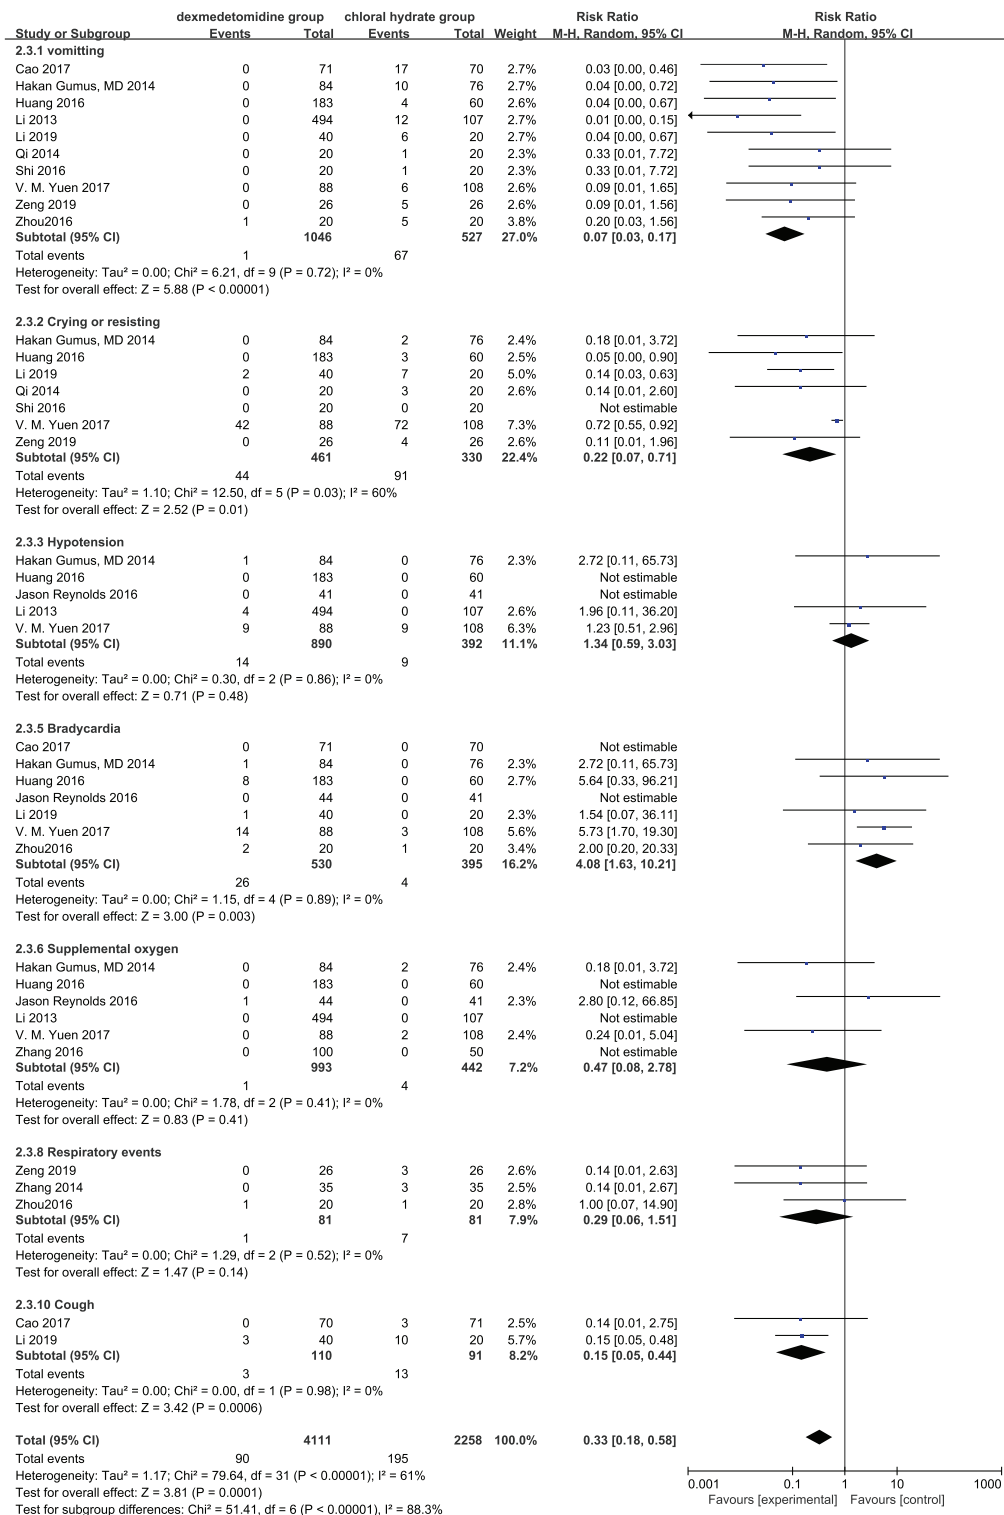 dexmedetomidine group chloral hydrate group Risk Ratio Risk Ratio
Study or Subgroup Events Total Events Total Weight M-H, Random, 95% CI M-H, Random, 95% CI
2.3.1 vomitting
Cao 2017 0 71 17 70 2.7% 0.03 [0.00, 0.46]
Hakan Gumus, MD 2014 0 84 10 76 2.7% 0.04 [0.00, 0.72]
Huang 2016 0 183 4 60 2.6% 0.04 [0.00, 0.67]
Li 2013 0 494 12 107 2.7% 0.01 [0.00, 0.15]
Li 2019 0 40 6 20 2.7% 0.04 [0.00, 0.67]
Qi 2014 0 20 1 20 2.3% 0.33 [0.01, 7.72]
Shi 2016 0 20 1 20 2.3% 0.33 [0.01, 7.72]
V. M. Yuen 2017 0 88 6 108 2.6% 0.09 [0.01, 1.65]
Zeng 2019 0 26 5 26 2.6% 0.09 [0.01, 1.56]
Zhou2016 1 20 5 20 3.8% 0.20 [0.03, 1.56]
Subtotal (95% CI) 1046 527 27.0% 0.07 [0.03, 0.17]
Total events 1 67
Heterogeneity: Tau² = 0.00; Chi² = 6.21, df = 9 (P = 0.72); I² = 0%
Test for overall effect: Z = 5.88 (P < 0.00001)
2.3.2 Crying or resisting
Hakan Gumus, MD 2014 0 84 2 76 2.4% 0.18 [0.01, 3.72]
Huang 2016 0 183 3 60 2.5% 0.05 [0.00, 0.90]
Li 2019 2 40 7 20 5.0% 0.14 [0.03, 0.63]
Qi 2014 0 20 3 20 2.6% 0.14 [0.01, 2.60]
Shi 2016 0 20 0 20 Not estimable
V. M. Yuen 2017 42 88 72 108 7.3% 0.72 [0.55, 0.92]
Zeng 2019 0 26 4 26 2.6% 0.11 [0.01, 1.96]
Subtotal (95% CI) 461 330 22.4% 0.22 [0.07, 0.71]
Total events 44 91
Heterogeneity: Tau² = 1.10; Chi² = 12.50, df = 5 (P = 0.03); I² = 60%
Test for overall effect: Z = 2.52 (P = 0.01)
2.3.3 Hypotension
Hakan Gumus, MD 2014 1 84 0 76 2.3% 2.72 [0.11, 65.73]
Huang 2016 0 183 0 60 Not estimable
Jason Reynolds 2016 0 41 0 41 Not estimable
Li 2013 4 494 0 107 2.6% 1.96 [0.11, 36.20]
V. M. Yuen 2017 9 88 9 108 6.3% 1.23 [0.51, 2.96]
Subtotal (95% CI) 890 392 11.1% 1.34 [0.59, 3.03]
Total events 14 9
Heterogeneity: Tau² = 0.00; Chi² = 0.30, df = 2 (P = 0.86); I² = 0%
Test for overall effect: Z = 0.71 (P = 0.48)
2.3.5 Bradycardia
Cao 2017 0 71 0 70 Not estimable
Hakan Gumus, MD 2014 1 84 0 76 2.3% 2.72 [0.11, 65.73]
Huang 2016 8 183 0 60 2.7% 5.64 [0.33, 96.21]
Jason Reynolds 2016 0 44 0 41 Not estimable
Li 2019 1 40 0 20 2.3% 1.54 [0.07, 36.11]
V. M. Yuen 2017 14 88 3 108 5.6% 5.73 [1.70, 19.30]
Zhou2016 2 20 1 20 3.4% 2.00 [0.20, 20.33]
Subtotal (95% CI) 530 395 16.2% 4.08 [1.63, 10.21]
Total events 26 4
Heterogeneity: Tau² = 0.00; Chi² = 1.15, df = 4 (P = 0.89); I² = 0%
Test for overall effect: Z = 3.00 (P = 0.003)
2.3.6 Supplemental oxygen
Hakan Gumus, MD 2014 0 84 2 76 2.4% 0.18 [0.01, 3.72]
Huang 2016 0 183 0 60 Not estimable
Jason Reynolds 2016 1 44 0 41 2.3% 2.80 [0.12, 66.85]
Li 2013 0 494 0 107 Not estimable
V. M. Yuen 2017 0 88 2 108 2.4% 0.24 [0.01, 5.04]
Zhang 2016 0 100 0 50 Not estimable
Subtotal (95% CI) 993 442 7.2% 0.47 [0.08, 2.78]
Total events 1 4
Heterogeneity: Tau² = 0.00; Chi² = 1.78, df = 2 (P = 0.41); I² = 0%
Test for overall effect: Z = 0.83 (P = 0.41)
2.3.8 Respiratory events
Zeng 2019 0 26 3 26 2.6% 0.14 [0.01, 2.63]
Zhang 2014 0 35 3 35 2.5% 0.14 [0.01, 2.67]
Zhou2016 1 20 1 20 2.8% 1.00 [0.07, 14.90]
Subtotal (95% CI) 81 81 7.9% 0.29 [0.06, 1.51]
Total events 1 7
Heterogeneity: Tau² = 0.00; Chi² = 1.29, df = 2 (P = 0.52); I² = 0%
Test for overall effect: Z = 1.47 (P = 0.14)
2.3.10 Cough
Cao 2017 0 70 3 71 2.5% 0.14 [0.01, 2.75]
Li 2019 3 40 10 20 5.7% 0.15 [0.05, 0.48]
Subtotal (95% CI) 110 91 8.2% 0.15 [0.05, 0.44]
Total events 3 13
Heterogeneity: Tau² = 0.00; Chi² = 0.00, df = 1 (P = 0.98); I² = 0%
Test for overall effect: Z = 3.42 (P = 0.0006)
Total (95% CI) 4111 2258 100.0% 0.33 [0.18, 0.58]
Total events 90 195
Heterogeneity: Tau² = 1.17; Chi² = 79.64, df = 31 (P < 0.00001); I² = 61%
Test for overall effect: Z = 3.81 (P = 0.0001)
Test for subgroup differences: Chi² = 51.41, df = 6 (P < 0.00001), I² = 88.3%
0.001 0.1 1 10 1000
Favours [experimental] Favours [control]